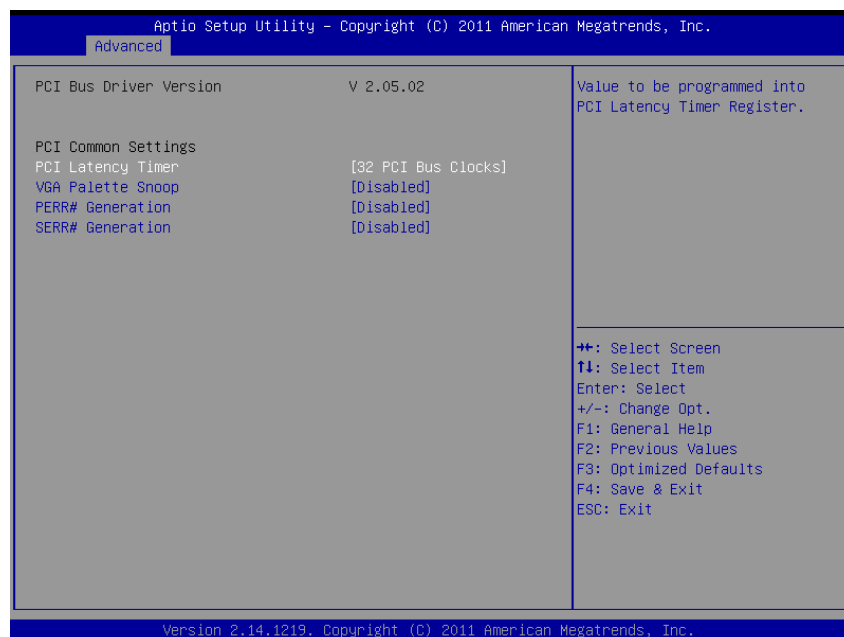 Aptio Setup Utility – Copyright (C) 2011 American Megatrends, Inc.
Advanced
PCI Bus Driver Version V 2.05.02
PCI Common Settings
PCI Latency Timer [32 PCI Bus Clocks]
VGA Palette Snoop [Disabled]
PERR# Generation [Disabled]
SERR# Generation [Disabled]
Value to be programmed into
PCI Latency Timer Register.
→←: Select Screen
↑↓: Select Item
Enter: Select
+/-: Change Opt.
F1: General Help
F2: Previous Values
F3: Optimized Defaults
F4: Save & Exit
ESC: Exit
Version 2.14.1219. Copyright (C) 2011 American Megatrends, Inc.